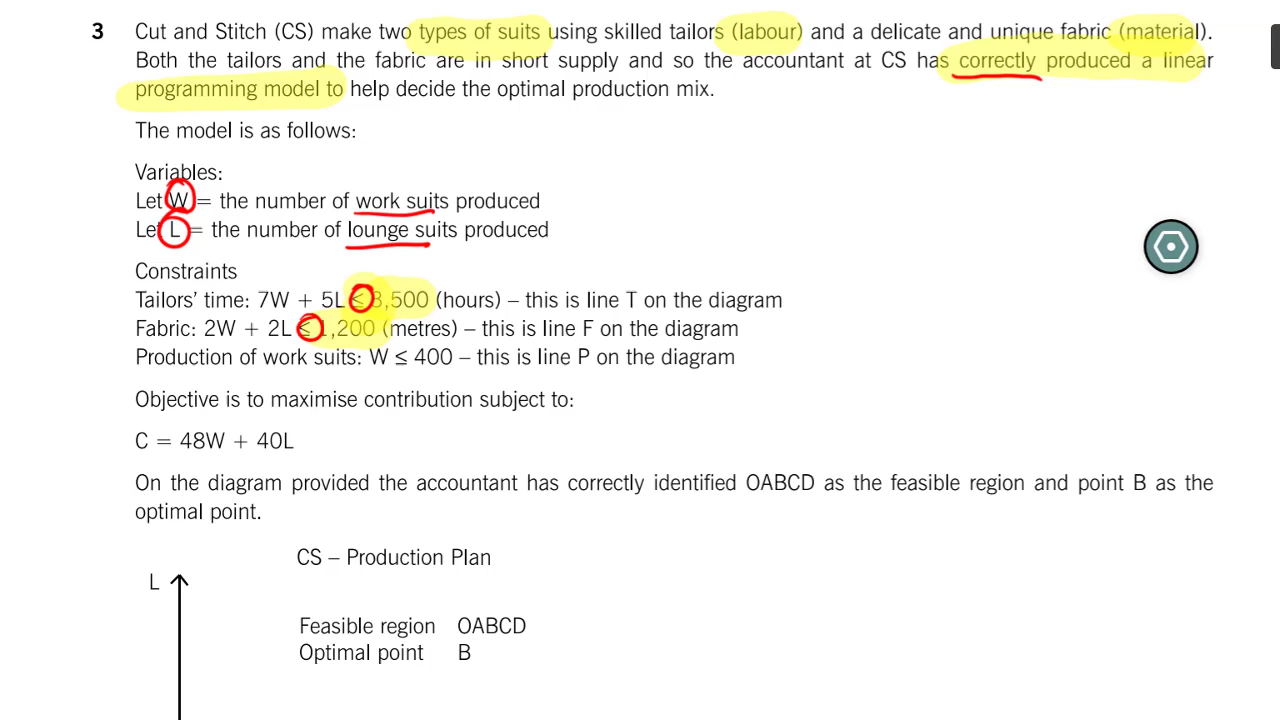 3 Cut and Stitch (CS) make two types of suits using skilled tailors (labour) and a delicate and unique fabric (material).
Both the tailors and the fabric are in short supply and so the accountant at CS has correctly produced a linear
programming model to help decide the optimal production mix.
The model is as follows:
Variables:
Let W = the number of work suits produced
Let L = the number of lounge suits produced
Constraints
Tailors’ time: 7W + 5L ≤ 3,500 (hours) – this is line T on the diagram
Fabric: 2W + 2L ≤ 1,200 (metres) – this is line F on the diagram
Production of work suits: W ≤ 400 – this is line P on the diagram
Objective is to maximise contribution subject to:
C = 48W + 40L
On the diagram provided the accountant has correctly identified OABCD as the feasible region and point B as the
optimal point.
CS – Production Plan
L
Feasible region OABCD
Optimal point B